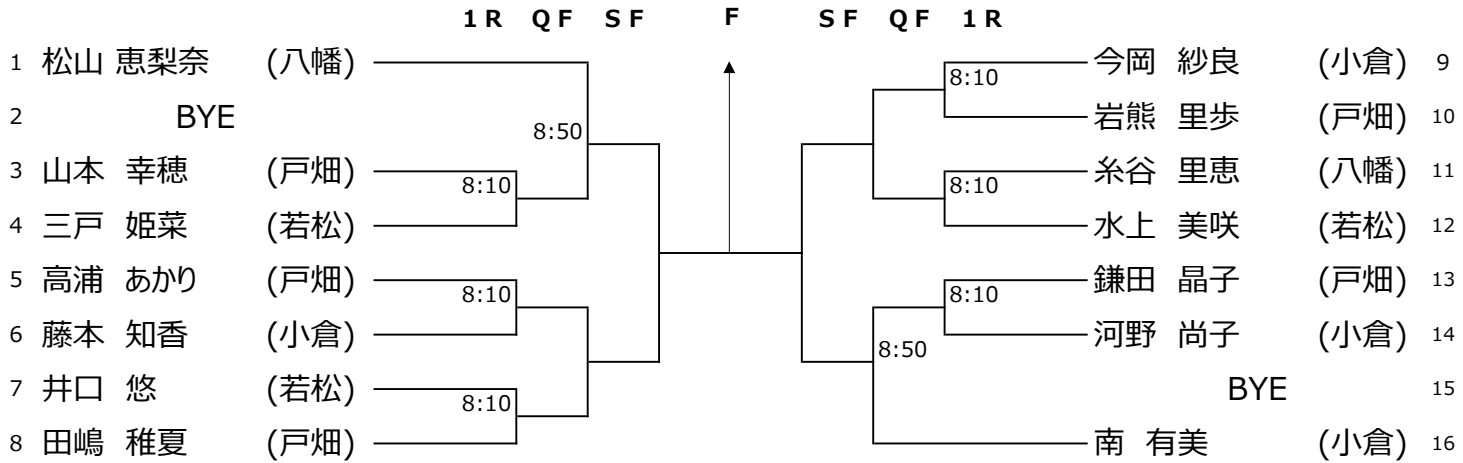 1R QF SF F SF QF 1R
1 松山 恵梨奈 (八幡)
2 BYE
8:50
3 山本 幸穂 (戸畑)
8:10
4 三戸 姫菜 (若松)
5 高浦 あかり (戸畑)
8:10
6 藤本 知香 (小倉)
7 井口 悠 (若松)
8:10
8 田嶋 稚夏 (戸畑)
今岡 紗良 (小倉) 9
8:10
岩熊 里歩 (戸畑) 10
糸谷 里恵 (八幡) 11
8:10
水上 美咲 (若松) 12
鎌田 晶子 (戸畑) 13
8:10
河野 尚子 (小倉) 14
8:50
BYE 15
南 有美 (小倉) 16